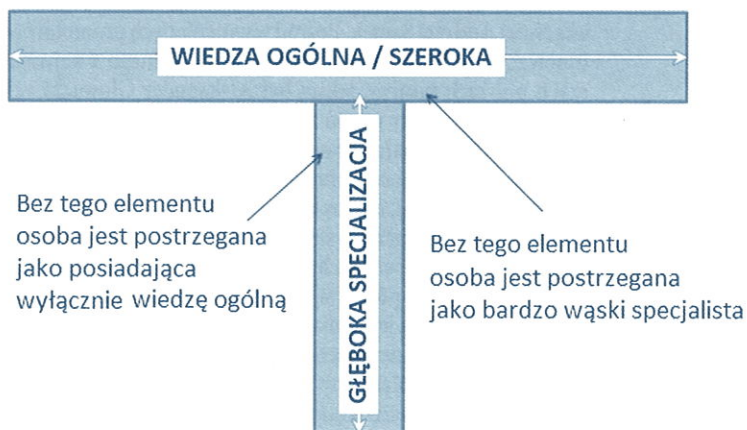 WIEDZA OGÓLNA / SZEROKA
GŁĘBOKA SPECJALIZACJA
Bez tego elementu
osoba jest postrzegana
jako posiadająca
wyłącznie wiedzę ogólną
Bez tego elementu
osoba jest postrzegana
jako bardzo wąski specjalista